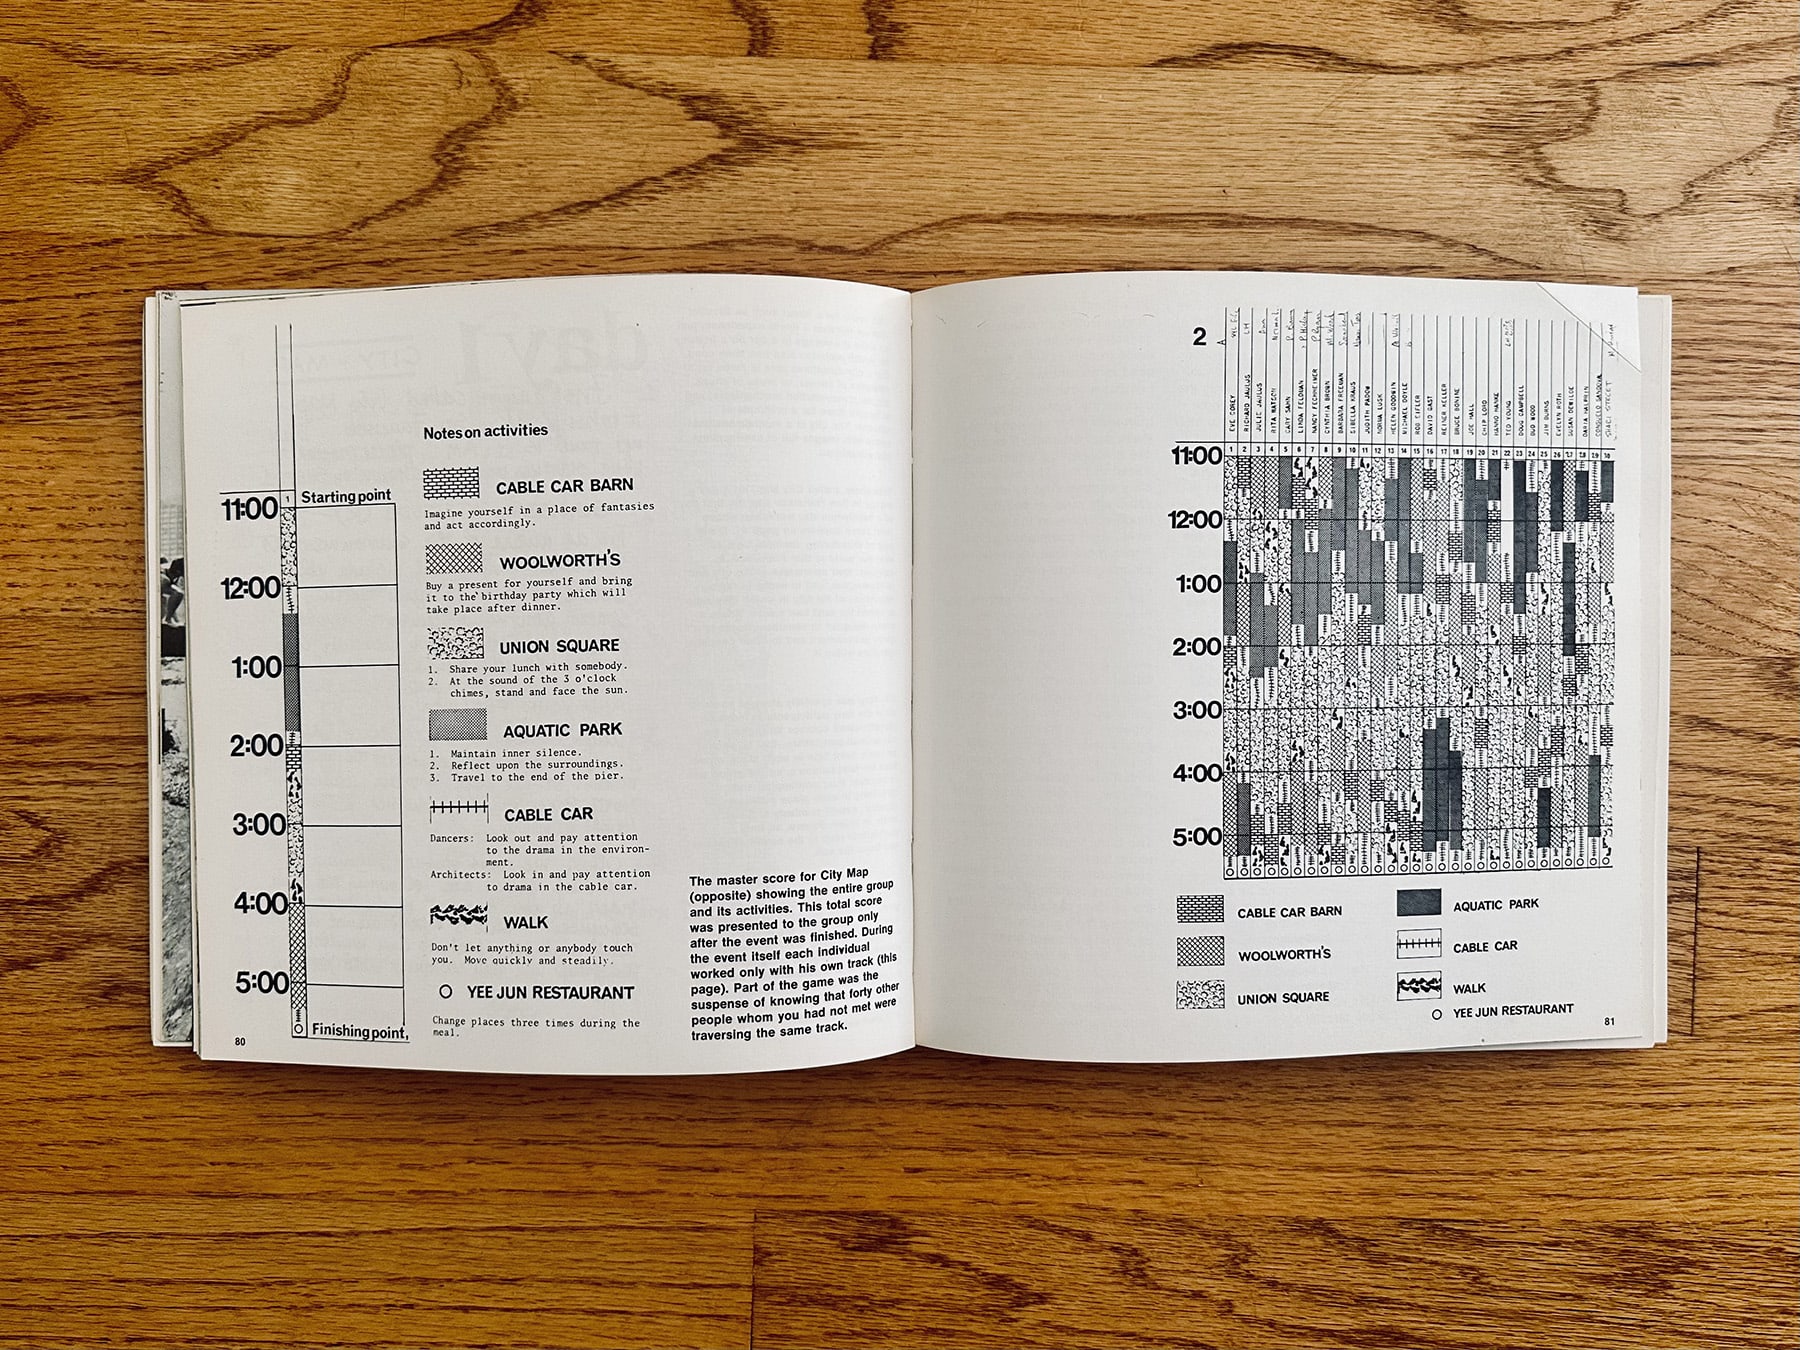 11:00
1
Starting point
12:00
1:00
2:00
3:00
4:00
5:00
Finishing point,
80
Notes on activities
CABLE CAR BARN
Imagine yourself in a place of fantasies
and act accordingly.
WOOLWORTH'S
Buy a present for yourself and bring
it to the birthday party which will
take place after dinner.
UNION SQUARE
1. Share your lunch with somebody.
2. At the sound of the 3 o'clock
chimes, stand and face the sun.
AQUATIC PARK
1. Maintain inner silence.
2. Reflect upon the surroundings.
3. Travel to the end of the pier.
CABLE CAR
Dancers: Look out and pay attention
to the drama in the environ-
ment.
Architects: Look in and pay attention
to drama in the cable car.
WALK
Don't let anything or anybody touch
you. Move quickly and steadily.
YEE JUN RESTAURANT
Change places three times during the
meal.
The master score for City Map
(opposite) showing the entire group
and its activities. This total score
was presented to the group only
after the event was finished. During
the event itself each individual
worked only with his own track (this
page). Part of the game was the
suspense of knowing that forty other
people whom you had not met were
traversing the same track.
2
EVE COREY
RICHARD JAULUS
JULIE JAULUS
RITA WATSON
GARY SAHN
LINDA FELDMAN
NANCY FECHHEIMER
CYNTHIA BROWN
BARBARA FREEMAN
SIBELLA KRAUS
JUDITH PADOW
NORMA LUSK
HELEN GOODWIN
MICHAEL DOYLE
ROB EIFLER
DAVID GAST
REINER KELLER
BRUCE BONINE
JOE HALL
CHIP LORD
HANNO HANKE
TED YOUNG
DOUG CAMPBELL
BUD WOOD
JIM BURNS
EVELYN ROTH
SUSAN DEWILDE
DARIA HALPRIN
CONSUELO SANDOVAL
1 2 3 4 5 6 7 8 9 10 11 12 13 14 15 16 17 18 19 20 21 22 23 24 25 26 27 28 29 30
11:00
12:00
1:00
2:00
3:00
4:00
5:00
CABLE CAR BARN
WOOLWORTH'S
UNION SQUARE
AQUATIC PARK
CABLE CAR
WALK
YEE JUN RESTAURANT
81